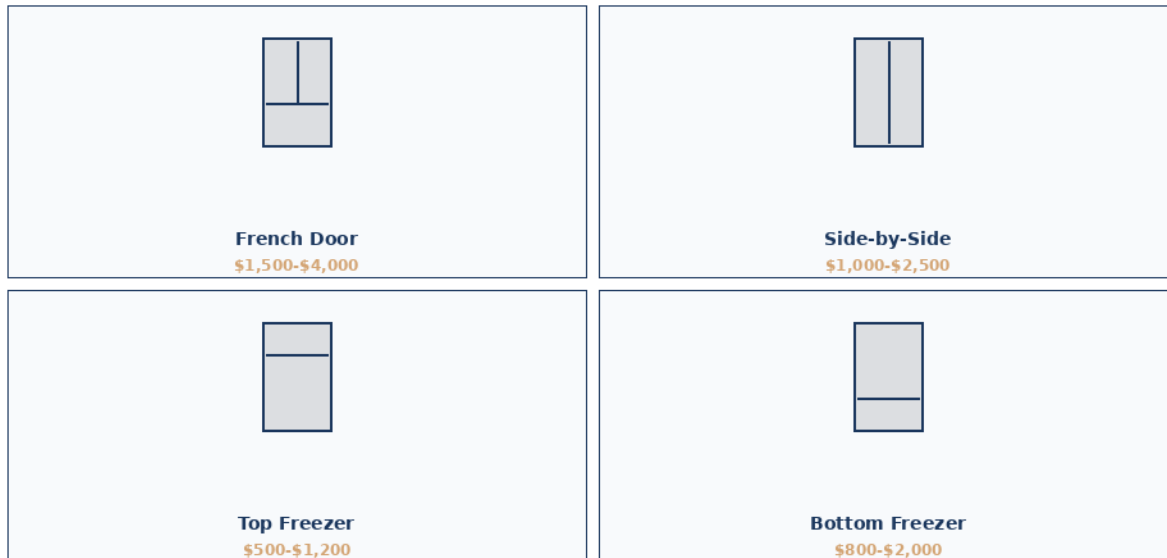 French Door
$1,500-$4,000
Side-by-Side
$1,000-$2,500
Top Freezer
$500-$1,200
Bottom Freezer
$800-$2,000